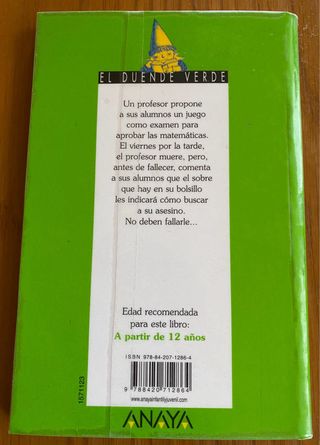 EL DUENDE VERDE
Un profesor propone
a sus alumnos un juego
como examen para
aprobar las matemáticas.
El viernes por la tarde,
el profesor muere, pero,
antes de fallecer, comenta
a sus alumnos que el sobre
que hay en su bolsillo
les indicará cómo buscar
a su asesino.
No deben fallarle...
Edad recomendada
para este libro:
A partir de 12 años
ISBN 978-84-207-1286-4
9 788420 712864
www.anayainfantilyjuvenil.com
ANAYA
1571123